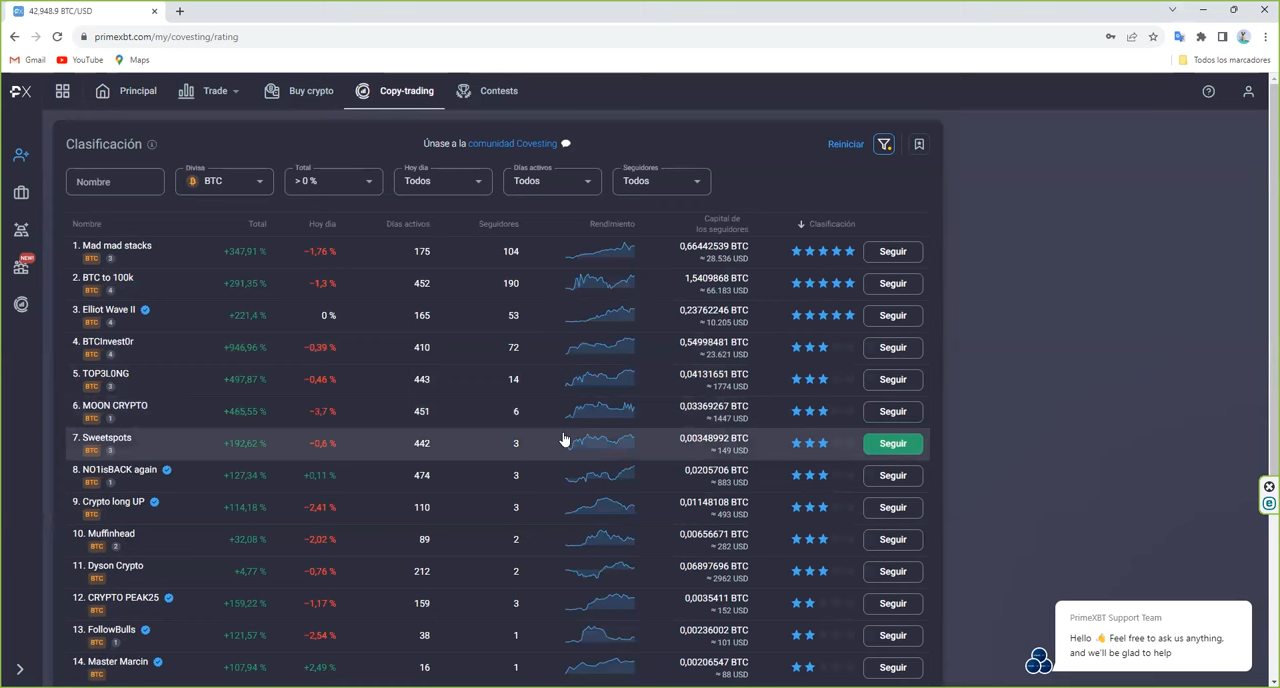 42,948.9 BTC/USD
primexbt.com/my/covesting/rating
Gmail YouTube Maps Todos los marcadores
PX Principal Trade Buy crypto Copy-trading Contests
NEW!
Clasificación Únase a la comunidad Covesting Reiniciar
Divisa Total Hoy dia Días activos Seguidores
Nombre BTC > 0 % Todos Todos Todos
Nombre Total Hoy dia Días activos Seguidores Rendimiento Capital de los seguidores Clasificación
1. Mad mad stacks +347,91 % −1,76 % 175 104 0,66442539 BTC Seguir
BTC 3 ≈ 28.536 USD
2. BTC to 100k +291,35 % −1,3 % 452 190 1,5409868 BTC Seguir
BTC 4 ≈ 66.183 USD
3. Elliot Wave II +221,4 % 0 % 165 53 0,23762246 BTC Seguir
BTC 4 ≈ 10.205 USD
4. BTCInvest0r +946,96 % −0,39 % 410 72 0,54998481 BTC Seguir
BTC 4 ≈ 23.621 USD
5. TOP3L0NG +497,87 % −0,46 % 443 14 0,04131651 BTC Seguir
BTC 3 ≈ 1774 USD
6. MOON CRYPTO +465,55 % −3,7 % 451 6 0,03369267 BTC Seguir
BTC 1 ≈ 1447 USD
7. Sweetspots +192,62 % −0,6 % 442 3 0,00348992 BTC Seguir
BTC 3 ≈ 149 USD
8. NO1isBACK again +127,34 % +0,11 % 474 3 0,0205706 BTC Seguir
BTC 1 ≈ 883 USD
9. Crypto long UP +114,18 % −2,41 % 110 3 0,01148108 BTC Seguir
BTC ≈ 493 USD
10. Muffinhead +32,08 % −2,02 % 89 2 0,00656671 BTC Seguir
BTC 2 ≈ 282 USD
11. Dyson Crypto +4,77 % −0,76 % 212 2 0,06897696 BTC Seguir
BTC ≈ 2962 USD
12. CRYPTO PEAK25 +159,22 % −1,17 % 159 3 0,0035411 BTC Seguir
BTC ≈ 152 USD
13. FollowBulls +121,57 % −2,54 % 38 1 0,00236002 BTC Seguir
BTC 1 ≈ 101 USD
14. Master Marcin +107,94 % +2,49 % 16 1 0,00206547 BTC Seguir
BTC ≈ 88 USD
PrimeXBT Support Team
Hello Feel free to ask us anything,
and we'll be glad to help